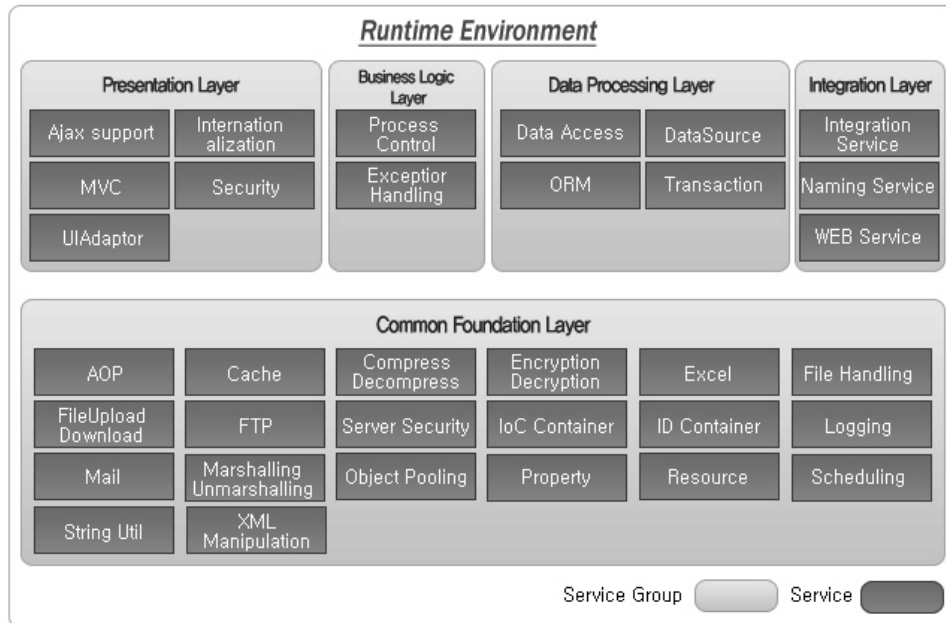 Runtime Environment
Presentation Layer
Ajax support
Internation
alization
MVC
Security
UIAdaptor
Business Logic
Layer
Process
Control
Exceptior
Handling
Data Processing Layer
Data Access
DataSource
ORM
Transaction
Integration Layer
Integration
Service
Naming Service
WEB Service
Common Foundation Layer
AOP
Cache
Compress
Decompress
Encryption
Decryption
Excel
File Handling
FileUpload
Download
FTP
Server Security
IoC Container
ID Container
Logging
Mail
Marshalling
Unmarshalling
Object Pooling
Property
Resource
Scheduling
String Util
XML
Manipulation
Service Group
Service